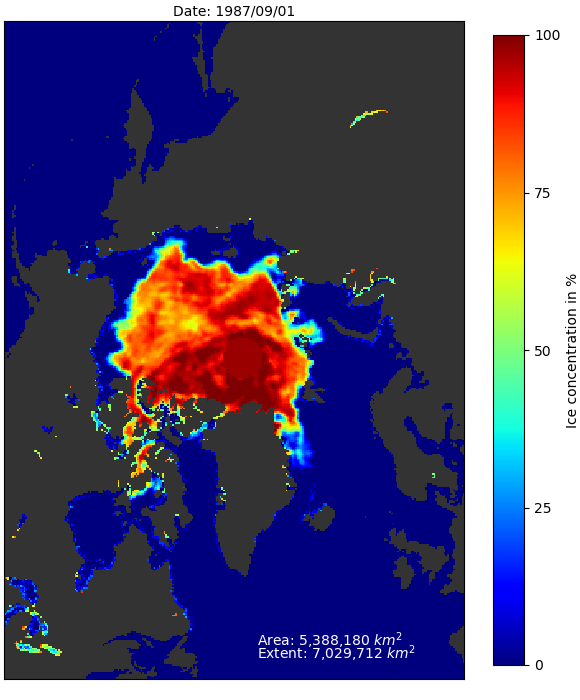 Date: 1987/09/01
100
75
50
25
0
Ice concentration in %
Area: 5,388,180 km²
Extent: 7,029,712 km²